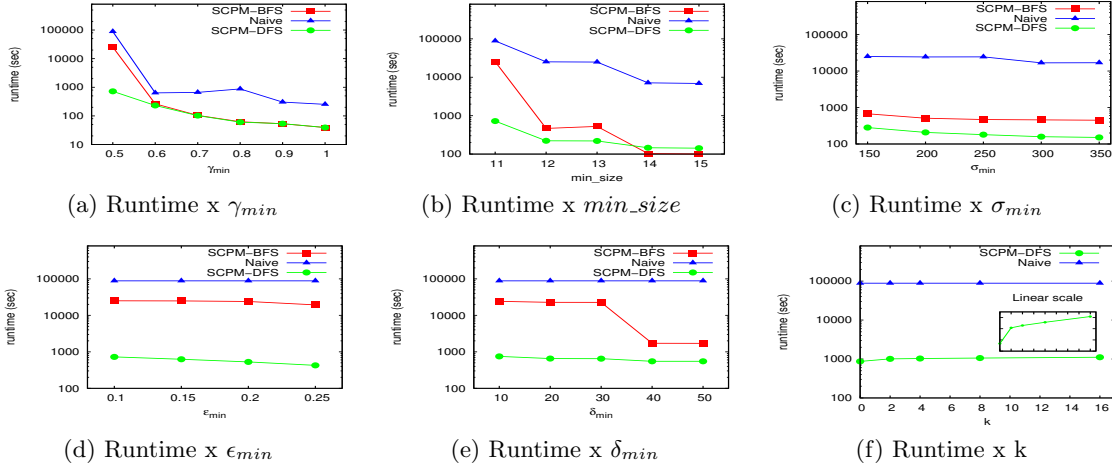 SCPM-BFS
Naive
SCPM-DFS
100000
10000
1000
100
10
runtime (sec)
0.5 0.6 0.7 0.8 0.9 1
γmin
(a) Runtime x γmin
SCPM-BFS
Naive
SCPM-DFS
100000
10000
1000
100
runtime (sec)
11 12 13 14 15
min_size
(b) Runtime x min_size
SCPM-BFS
Naive
SCPM-DFS
100000
10000
1000
100
runtime (sec)
150 200 250 300 350
σmin
(c) Runtime x σmin
SCPM-BFS
Naive
SCPM-DFS
100000
10000
1000
100
runtime (sec)
0.1 0.15 0.2 0.25
εmin
(d) Runtime x ϵmin
SCPM-BFS
Naive
SCPM-DFS
100000
10000
1000
100
runtime (sec)
10 20 30 40 50
δmin
(e) Runtime x δmin
SCPM-DFS
Naive
100000
10000
1000
100
runtime (sec)
Linear scale
0 2 4 6 8 10 12 14 16
k
(f) Runtime x k